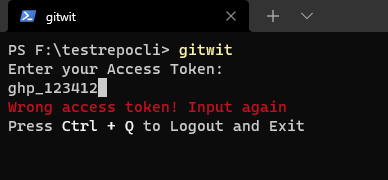 gitwit
PS F:\testrepocli> gitwit
Enter your Access Token:
ghp_123412
Wrong access token! Input again
Press Ctrl + Q to Logout and Exit